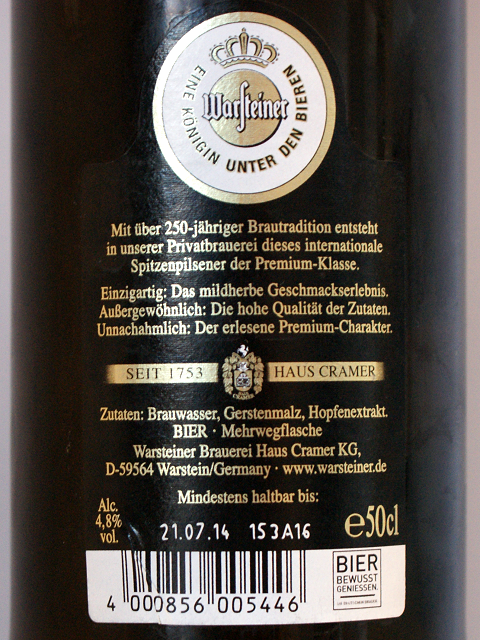 EINE KÖNIGIN UNTER DEN BIEREN
Warsteiner
Mit über 250-jähriger Brautradition entsteht
in unserer Privatbrauerei dieses internationale
Spitzenpilsener der Premium-Klasse.
Einzigartig: Das mildherbe Geschmackserlebnis.
Außergewöhnlich: Die hohe Qualität der Zutaten.
Unnachahmlich: Der erlesene Premium-Charakter.
SEIT 1753 HAUS CRAMER
CRAMER
Zutaten: Brauwasser, Gerstenmalz, Hopfenextrakt.
BIER · Mehrwegflasche
Warsteiner Brauerei Haus Cramer KG,
D-59564 Warstein/Germany · www.warsteiner.de
Mindestens haltbar bis:
Alc.
4,8%
vol.
21.07.14 153A16
℮50cl
BIER
BEWUSST
GENIESSEN.
4 000856 005446